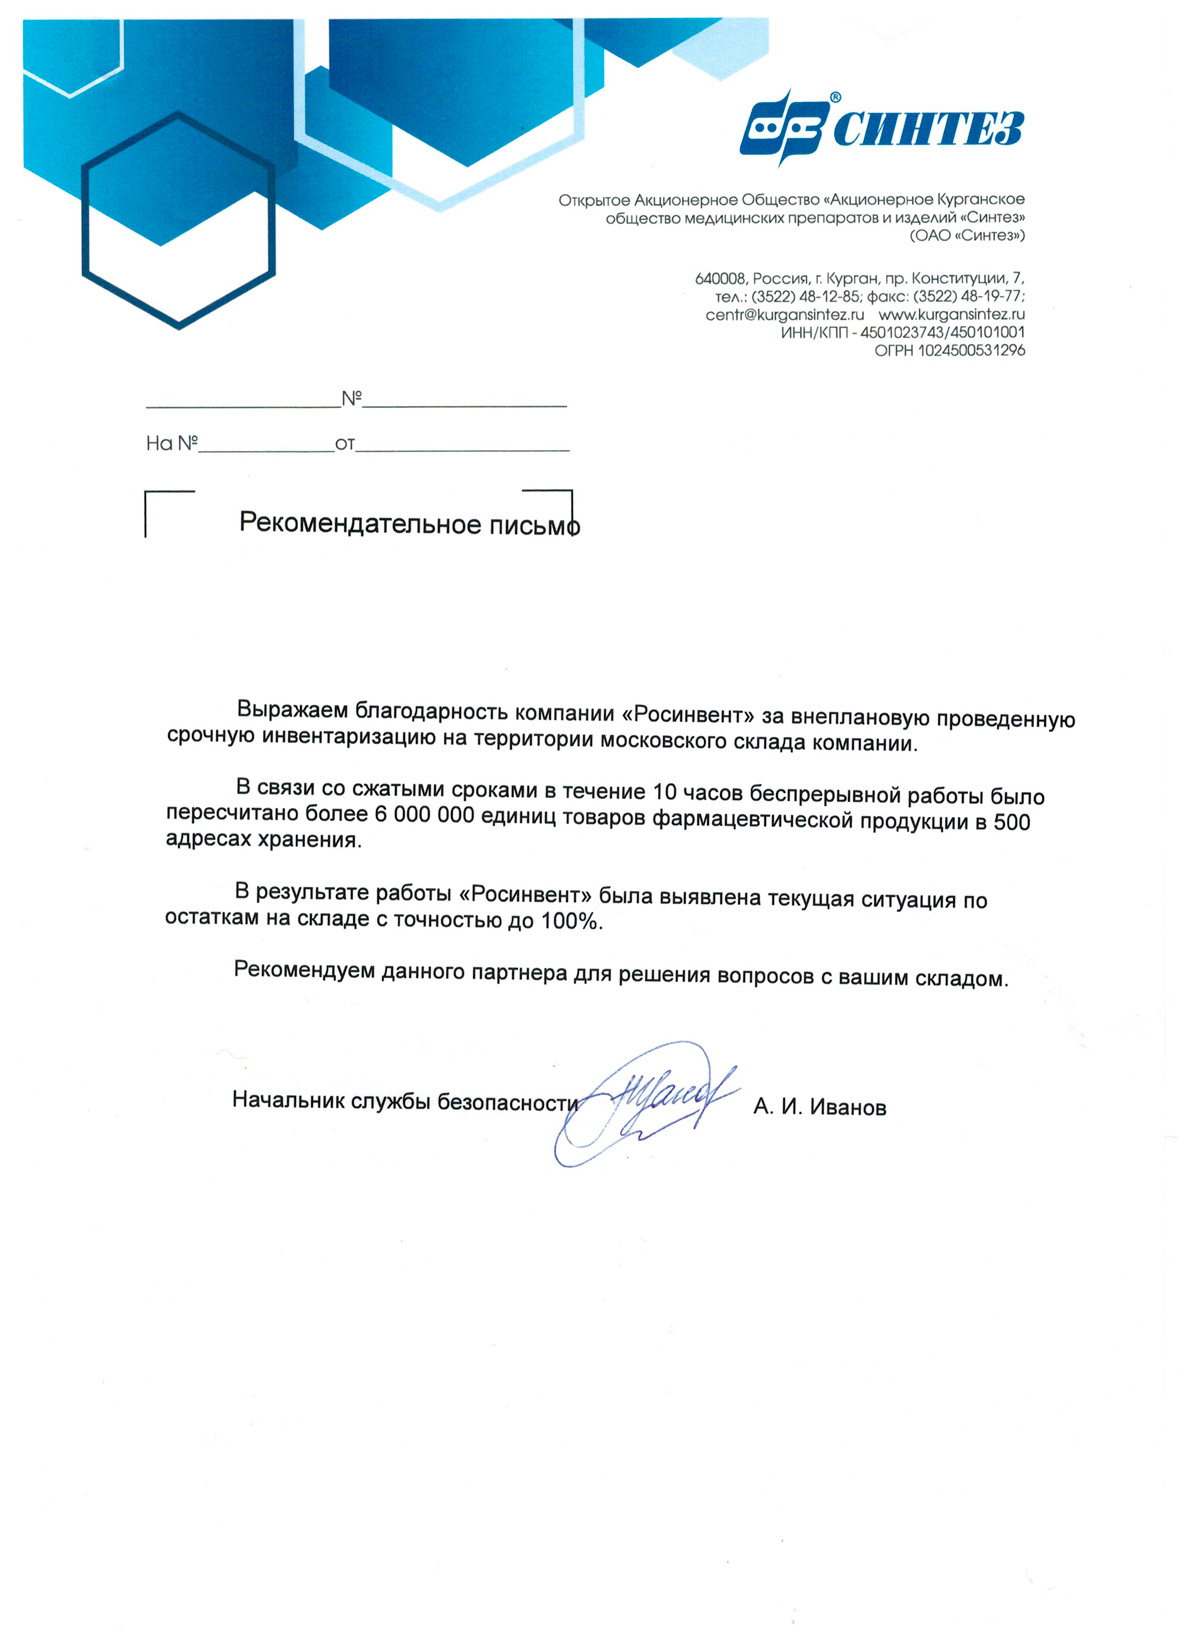 ®
СИНТЕЗ
Открытое Акционерное Общество «Акционерное Курганское
общество медицинских препаратов и изделий «Синтез»
(ОАО «Синтез»)
640008, Россия, г. Курган, пр. Конституции, 7,
тел.: (3522) 48-12-85; факс: (3522) 48-19-77;
centr@kurgansintez.ru www.kurgansintez.ru
ИНН/КПП - 4501023743/450101001
ОГРН 1024500531296
____________________№_____________________
На №______________от______________________
Рекомендательное письмо
Выражаем благодарность компании «Росинвент» за внеплановую проведенную
срочную инвентаризацию на территории московского склада компании.
В связи со сжатыми сроками в течение 10 часов беспрерывной работы было
пересчитано более 6 000 000 единиц товаров фармацевтической продукции в 500
адресах хранения.
В результате работы «Росинвент» была выявлена текущая ситуация по
остаткам на складе с точностью до 100%.
Рекомендуем данного партнера для решения вопросов с вашим складом.
Начальник службы безопасности А. И. Иванов